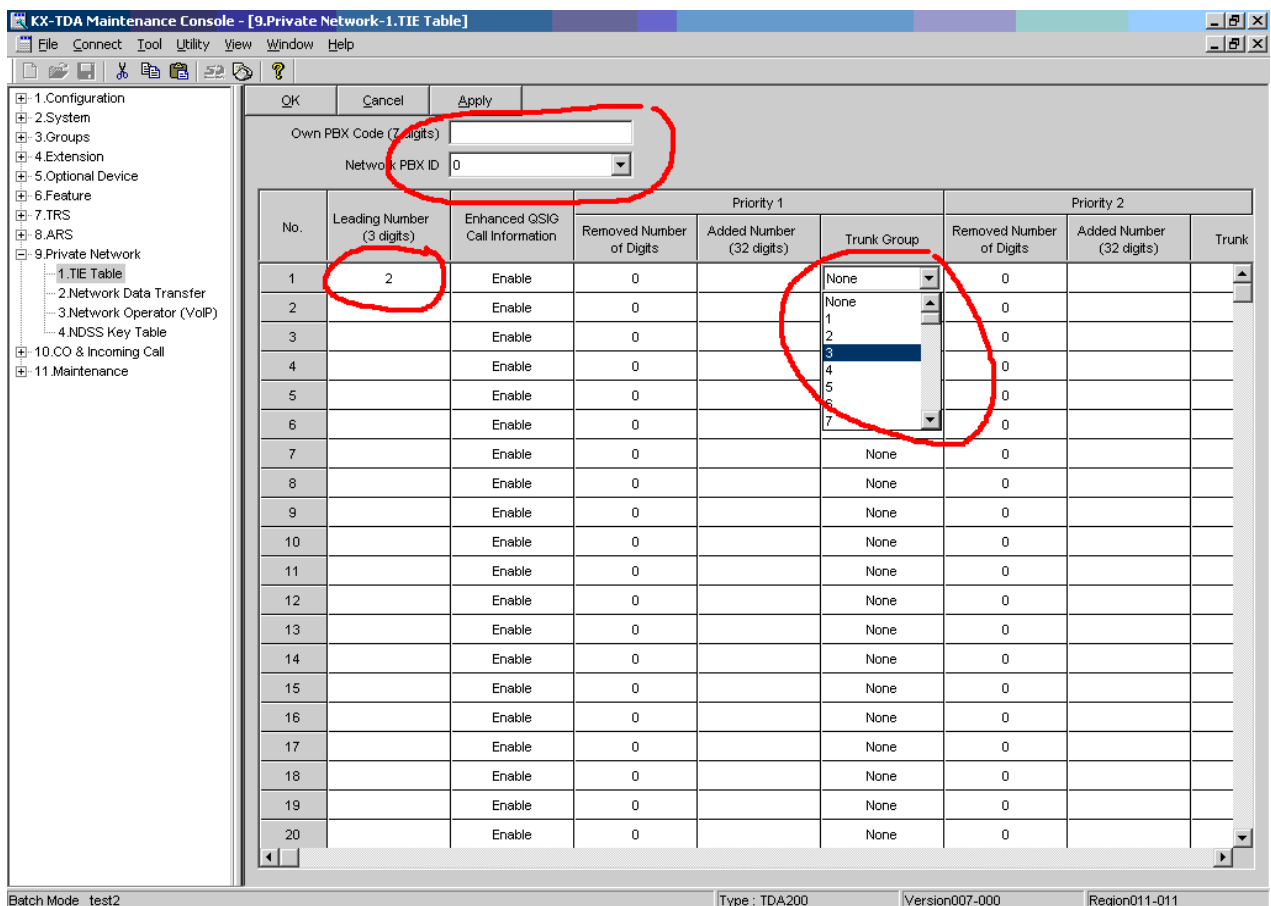 KX-TDA Maintenance Console - [9.Private Network-1.TIE Table]
File Connect Tool Utility View Window Help
1.Configuration
2.System
3.Groups
4.Extension
5.Optional Device
6.Feature
7.TRS
8.ARS
9.Private Network
1.TIE Table
2.Network Data Transfer
3.Network Operator (VoIP)
4.NDSS Key Table
10.CO & Incoming Call
11.Maintenance
OK Cancel Apply
Own PBX Code (7 digits)
Network PBX ID 0
Priority 1 Priority 2
No. Leading Number (3 digits) Enhanced QSIG Call Information Removed Number of Digits Added Number (32 digits) Trunk Group Removed Number of Digits Added Number (32 digits) Trunk
1 2 Enable 0 None 0
2 Enable 0 0
3 Enable 0 0
4 Enable 0 0
5 Enable 0 0
6 Enable 0 0
None
1
2
3
4
5
6
7
7 Enable 0 None 0
8 Enable 0 None 0
9 Enable 0 None 0
10 Enable 0 None 0
11 Enable 0 None 0
12 Enable 0 None 0
13 Enable 0 None 0
14 Enable 0 None 0
15 Enable 0 None 0
16 Enable 0 None 0
17 Enable 0 None 0
18 Enable 0 None 0
19 Enable 0 None 0
20 Enable 0 None 0
Batch Mode test2 Type : TDA200 Version007-000 Region011-011